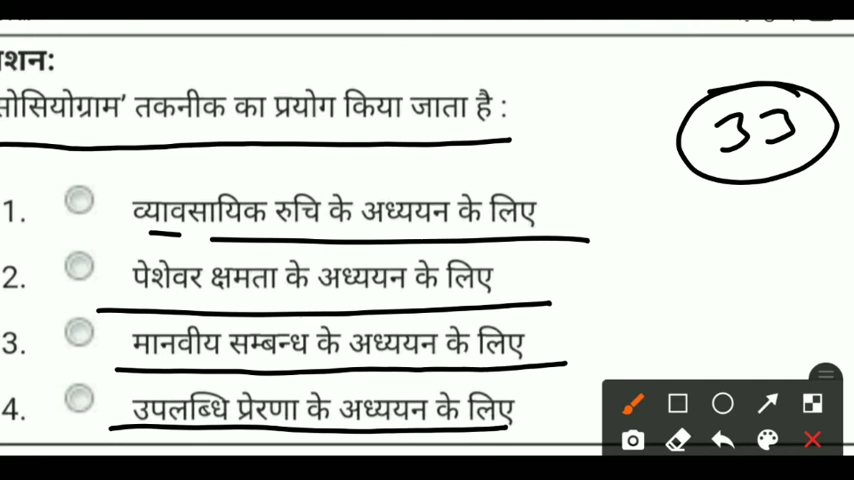 शन:
सोसियोग्राम’ तकनीक का प्रयोग किया जाता है :
33
1. व्यावसायिक रुचि के अध्ययन के लिए
2. पेशेवर क्षमता के अध्ययन के लिए
3. मानवीय सम्बन्ध के अध्ययन के लिए
4. उपलब्धि प्रेरणा के अध्ययन के लिए